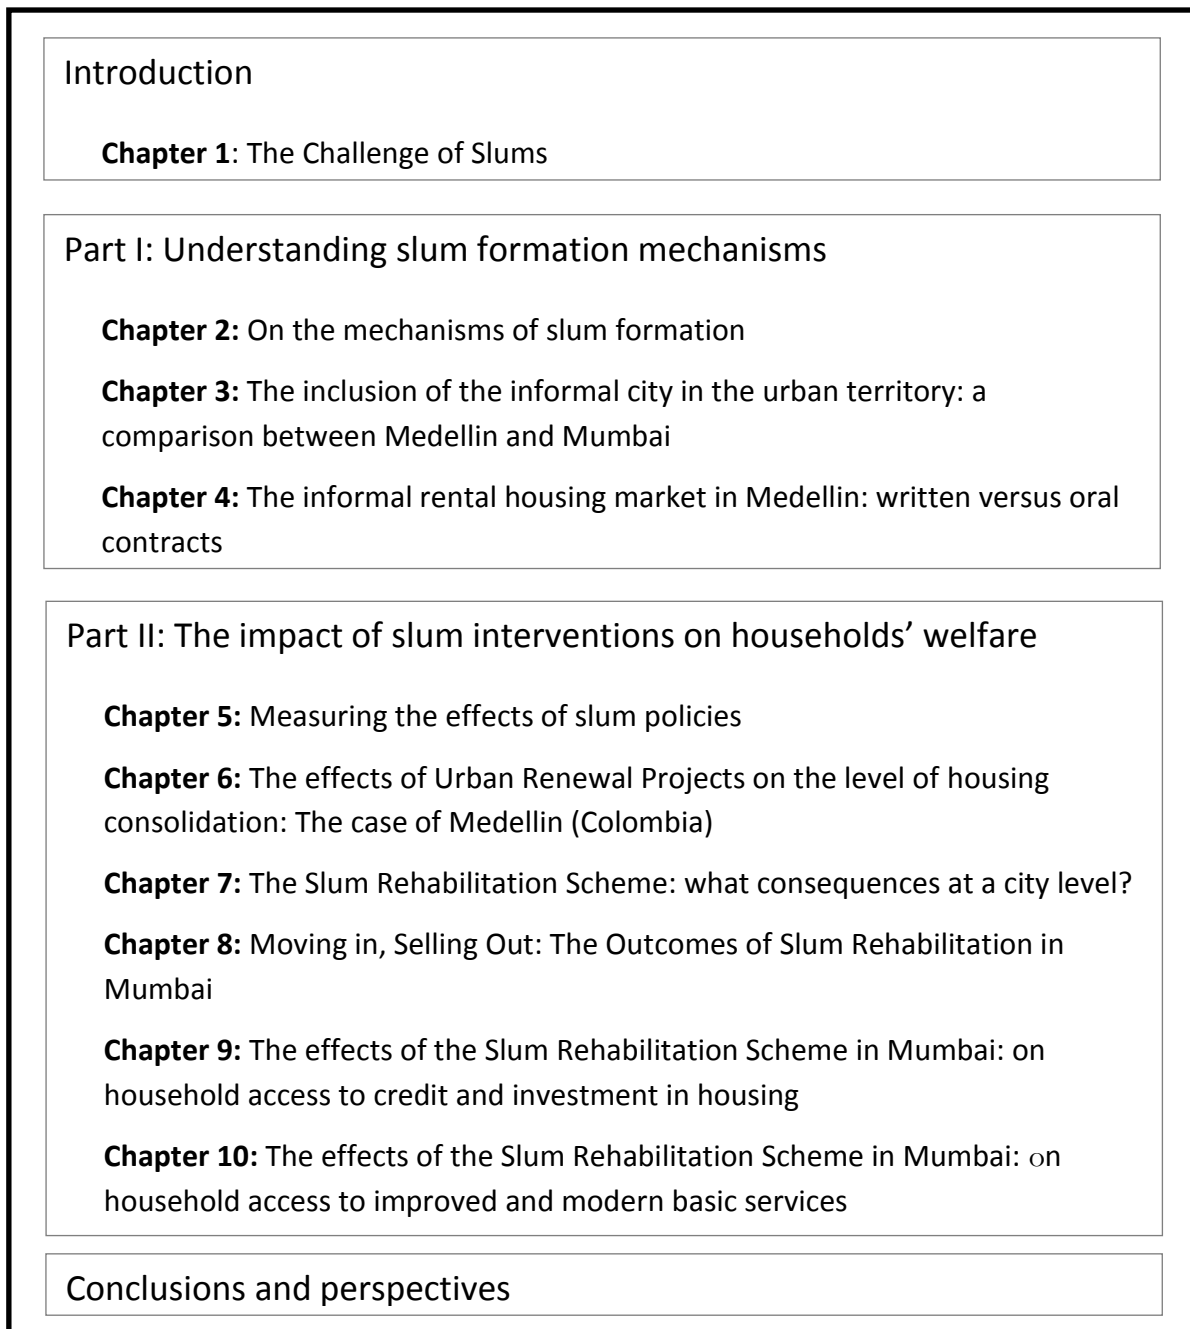 Introduction
Chapter 1: The Challenge of Slums
Part I: Understanding slum formation mechanisms
Chapter 2: On the mechanisms of slum formation
Chapter 3: The inclusion of the informal city in the urban territory: a
comparison between Medellin and Mumbai
Chapter 4: The informal rental housing market in Medellin: written versus oral
contracts
Part II: The impact of slum interventions on households’ welfare
Chapter 5: Measuring the effects of slum policies
Chapter 6: The effects of Urban Renewal Projects on the level of housing
consolidation: The case of Medellin (Colombia)
Chapter 7: The Slum Rehabilitation Scheme: what consequences at a city level?
Chapter 8: Moving in, Selling Out: The Outcomes of Slum Rehabilitation in
Mumbai
Chapter 9: The effects of the Slum Rehabilitation Scheme in Mumbai: on
household access to credit and investment in housing
Chapter 10: The effects of the Slum Rehabilitation Scheme in Mumbai: on
household access to improved and modern basic services
Conclusions and perspectives